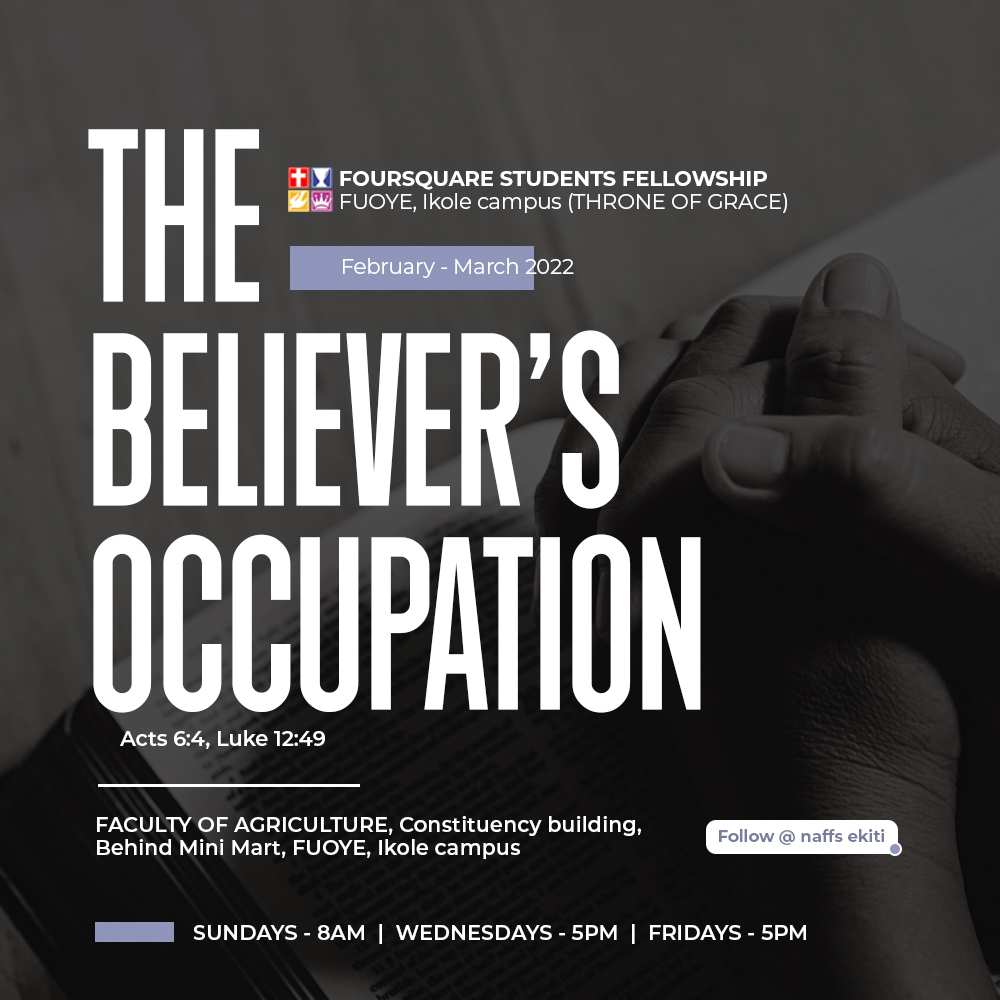 THE
FOURSQUARE STUDENTS FELLOWSHIP
FUOYE, Ikole campus (THRONE OF GRACE)
February - March 2022
BELIEVER'S
OCCUPATION
Acts 6:4, Luke 12:49
FACULTY OF AGRICULTURE, Constituency building,
Behind Mini Mart, FUOYE, Ikole campus
Follow @ naffs ekiti
SUNDAYS - 8AM | WEDNESDAYS - 5PM | FRIDAYS - 5PM